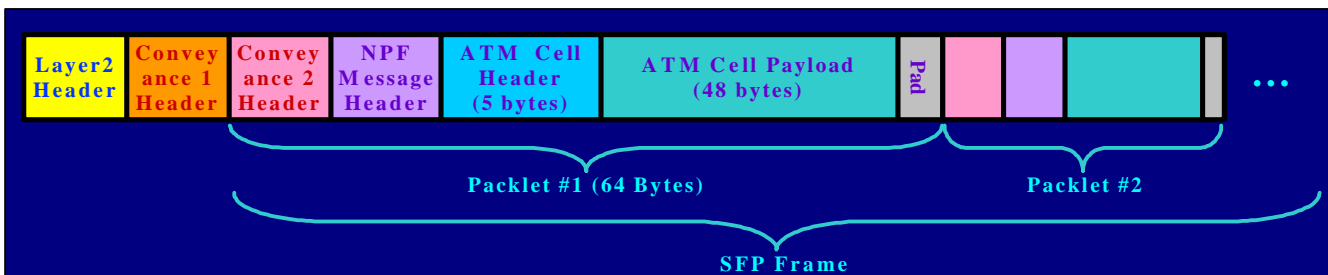 Layer2
Header
Convey
ance 1
Header
Convey
ance 2
Header
NPF
Message
Header
ATM Cell
Header
(5 bytes)
ATM Cell Payload
(48 bytes)
Pad
...
Packlet #1 (64 Bytes)
Packlet #2
SFP Frame